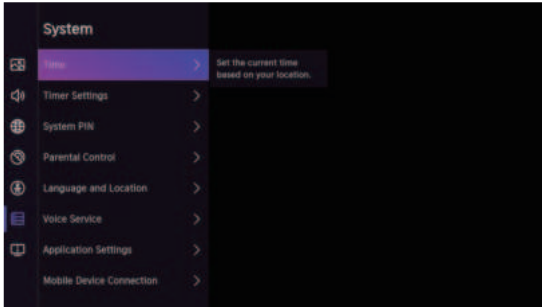 System
Time
Set the current time
based on your location.
Timer Settings
System PIN
Parental Control
Language and Location
Voice Service
Application Settings
Mobile Device Connection